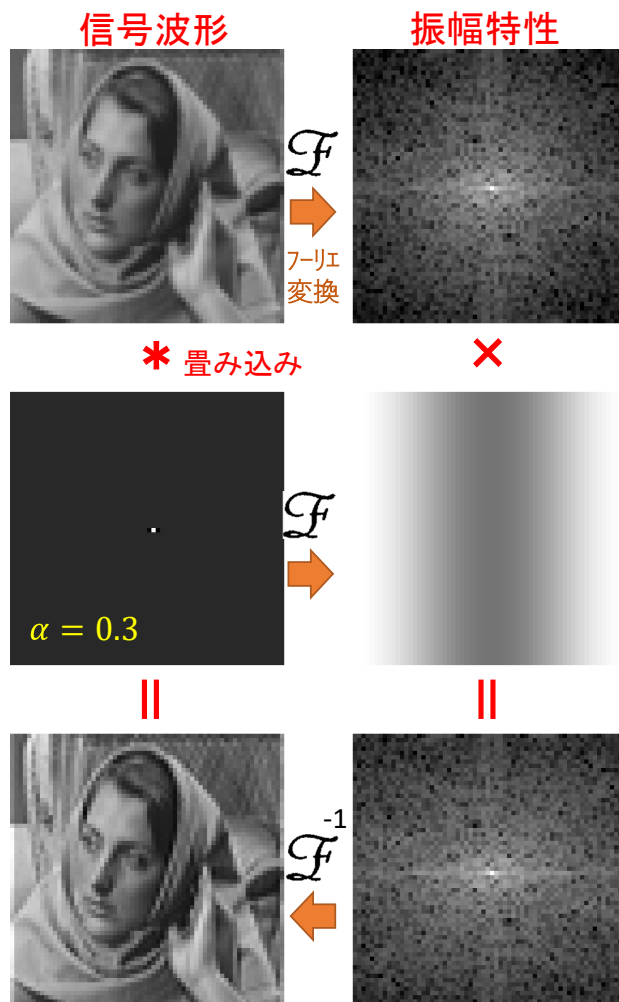 信号波形
振幅特性
ℱ
フーリエ
変換
* 畳み込み
×
ℱ
α = 0.3
||
||
ℱ-1